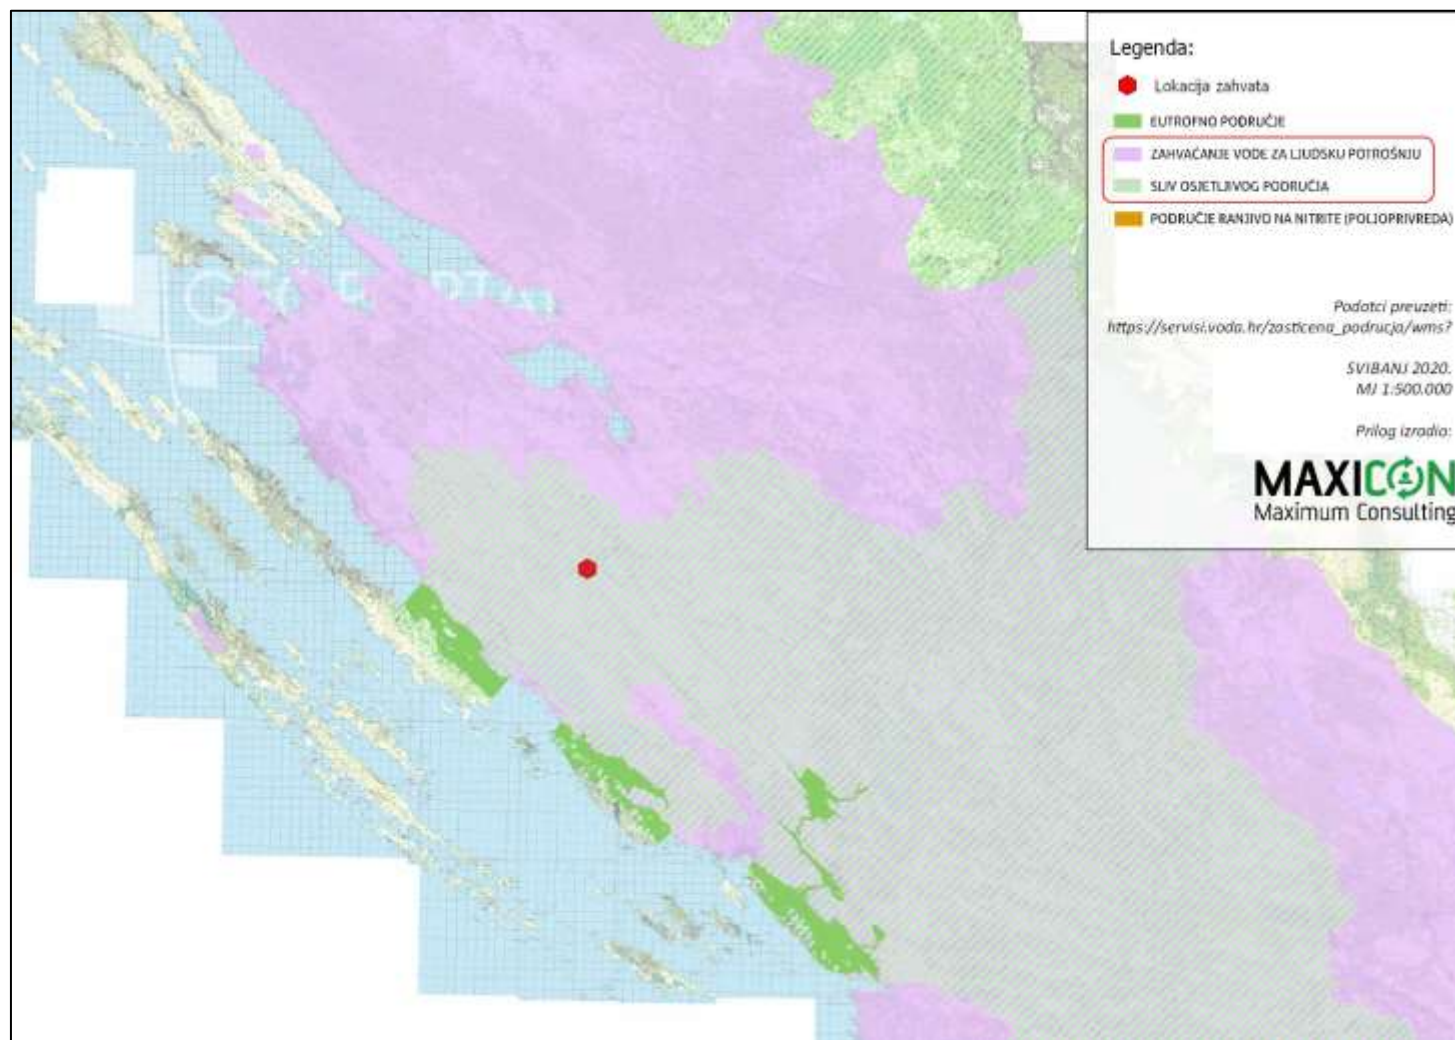 Legenda:
Lokacija zahvata
EUTROFNO PODRUČJE
ZAHVAĆANJE VODE ZA LJUDSKU POTROŠNJU
SLIV OSJETLJIVOG PODRUČJA
PODRUČJE RANJIVO NA NITRITE (POLJOPRIVREDA)
Podatci preuzeti:
https://servisi.voda.hr/zasticena_podrucja/wms?
SVIBANJ 2020.
MJ 1:500.000
Prilog izradio:
MAXICON
Maximum Consulting